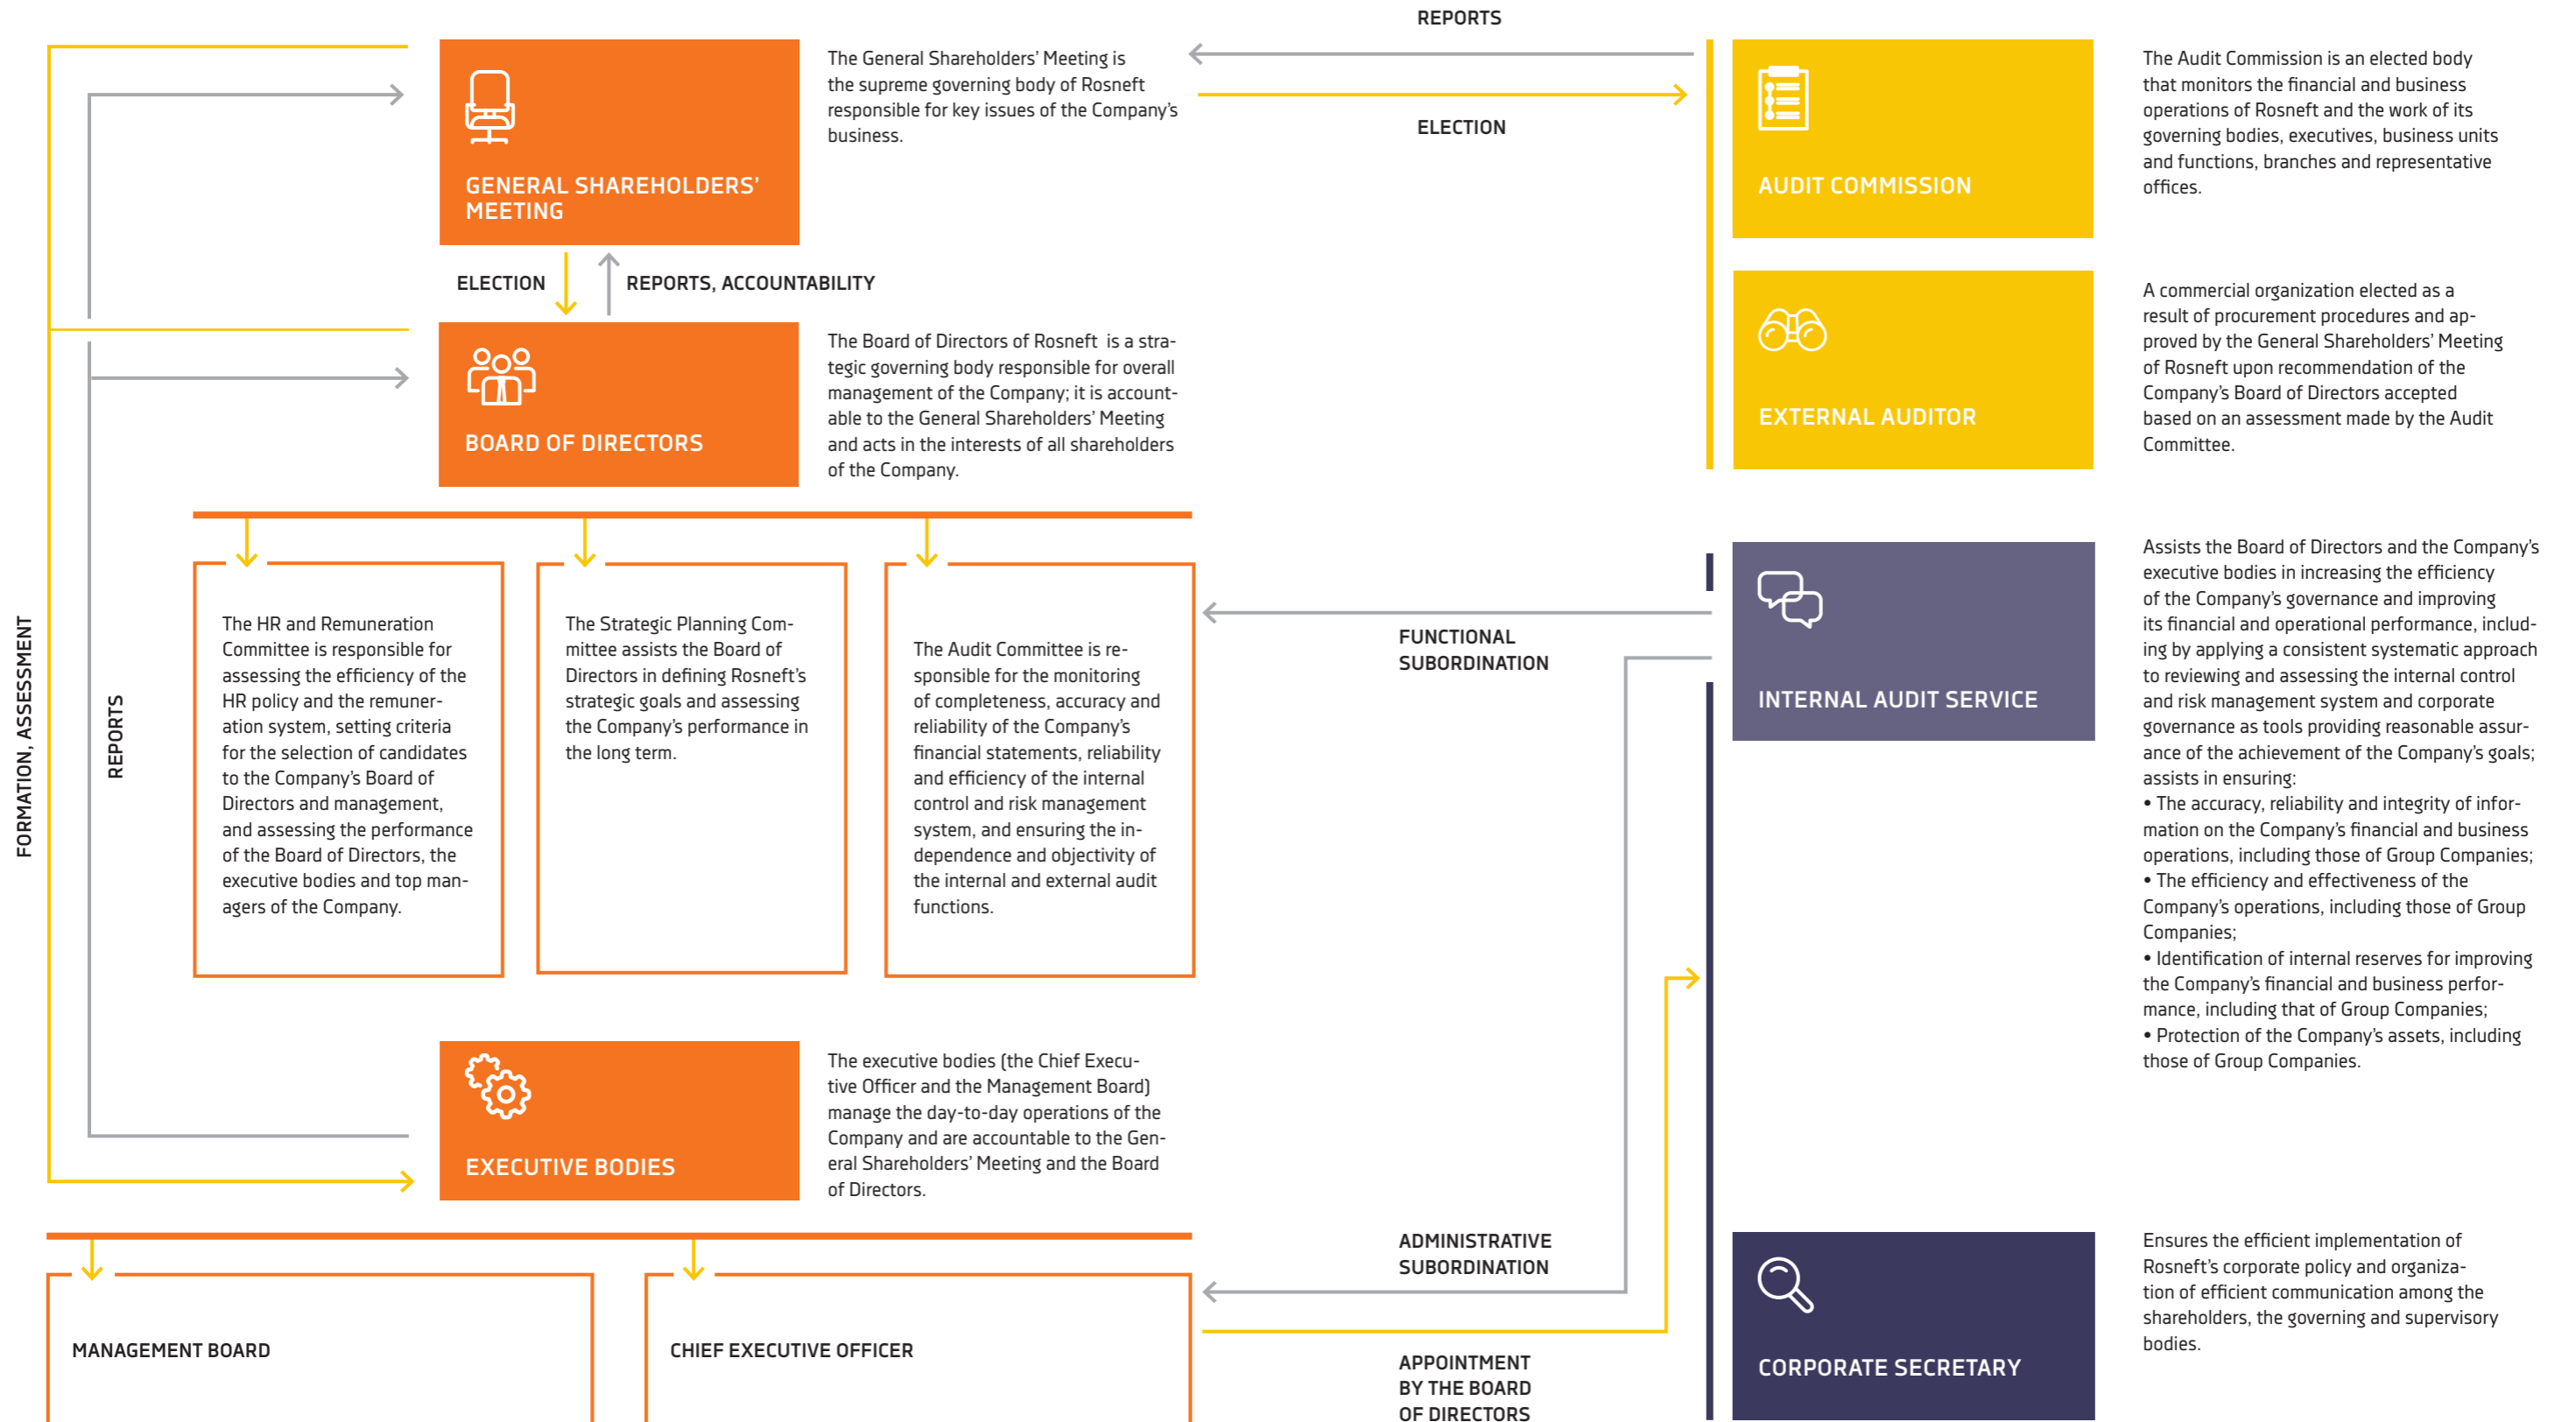 REPORTS
GENERAL SHAREHOLDERS'
MEETING
The General Shareholders' Meeting is
the supreme governing body of Rosneft
responsible for key issues of the Company's
business.
ELECTION
AUDIT COMMISSION
The Audit Commission is an elected body
that monitors the financial and business
operations of Rosneft and the work of its
governing bodies, executives, business units
and functions, branches and representative
offices.
ELECTION
REPORTS, ACCOUNTABILITY
BOARD OF DIRECTORS
The Board of Directors of Rosneft is a stra-
tegic governing body responsible for overall
management of the Company; it is account-
able to the General Shareholders' Meeting
and acts in the interests of all shareholders
of the Company.
EXTERNAL AUDITOR
A commercial organization elected as a
result of procurement procedures and ap-
proved by the General Shareholders' Meeting
of Rosneft upon recommendation of the
Company's Board of Directors accepted
based on an assessment made by the Audit
Committee.
FORMATION, ASSESSMENT
REPORTS
The HR and Remuneration
Committee is responsible for
assessing the efficiency of the
HR policy and the remuner-
ation system, setting criteria
for the selection of candidates
to the Company's Board of
Directors and management,
and assessing the performance
of the Board of Directors, the
executive bodies and top man-
agers of the Company.
The Strategic Planning Com-
mittee assists the Board of
Directors in defining Rosneft's
strategic goals and assessing
the Company's performance in
the long term.
The Audit Committee is re-
sponsible for the monitoring
of completeness, accuracy and
reliability of the Company's
financial statements, reliability
and efficiency of the internal
control and risk management
system, and ensuring the in-
dependence and objectivity of
the internal and external audit
functions.
FUNCTIONAL
SUBORDINATION
INTERNAL AUDIT SERVICE
Assists the Board of Directors and the Company's
executive bodies in increasing the efficiency
of the Company's governance and improving
its financial and operational performance, includ-
ing by applying a consistent systematic approach
to reviewing and assessing the internal control
and risk management system and corporate
governance as tools providing reasonable assur-
ance of the achievement of the Company's goals;
assists in ensuring:
• The accuracy, reliability and integrity of infor-
mation on the Company's financial and business
operations, including those of Group Companies;
• The efficiency and effectiveness of the
Company's operations, including those of Group
Companies;
• Identification of internal reserves for improving
the Company's financial and business perfor-
mance, including that of Group Companies;
• Protection of the Company's assets, including
those of Group Companies.
EXECUTIVE BODIES
The executive bodies (the Chief Execu-
tive Officer and the Management Board)
manage the day-to-day operations of the
Company and are accountable to the Gen-
eral Shareholders' Meeting and the Board
of Directors.
ADMINISTRATIVE
SUBORDINATION
MANAGEMENT BOARD
CHIEF EXECUTIVE OFFICER
APPOINTMENT
BY THE BOARD
OF DIRECTORS
CORPORATE SECRETARY
Ensures the efficient implementation of
Rosneft's corporate policy and organiza-
tion of efficient communication among the
shareholders, the governing and supervisory
bodies.